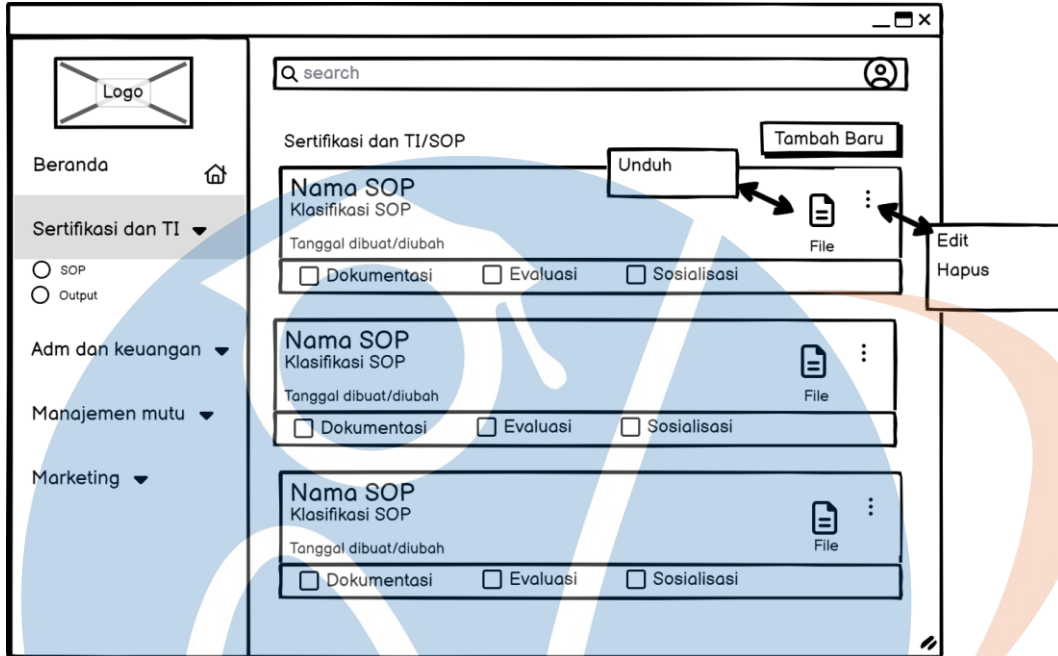 search
Logo
Beranda
Sertifikasi dan TI
SOP
Output
Adm dan keuangan
Manajemen mutu
Marketing
Sertifikasi dan TI/SOP
Tambah Baru
Unduh
Nama SOP
Klasifikasi SOP
Tanggal dibuat/diubah
File
Edit
Hapus
Dokumentasi Evaluasi Sosialisasi
Nama SOP
Klasifikasi SOP
Tanggal dibuat/diubah
File
Dokumentasi Evaluasi Sosialisasi
Nama SOP
Klasifikasi SOP
Tanggal dibuat/diubah
File
Dokumentasi Evaluasi Sosialisasi